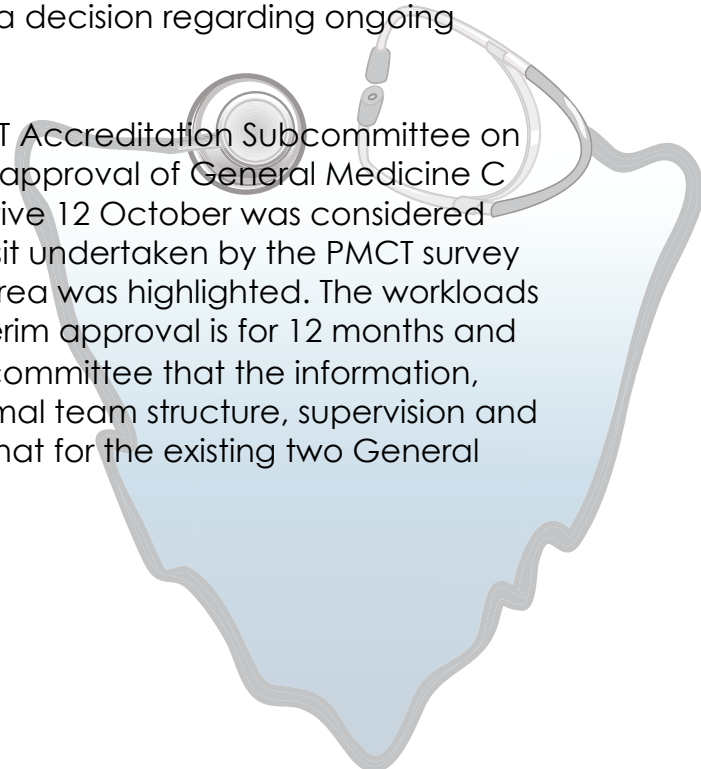 a decision regarding ongoing
T Accreditation Subcommittee on
approval of General Medicine C
ive 12 October was considered
sit undertaken by the PMCT survey
rea was highlighted. The workloads
erim approval is for 12 months and
committee that the information,
mal team structure, supervision and
hat for the existing two General